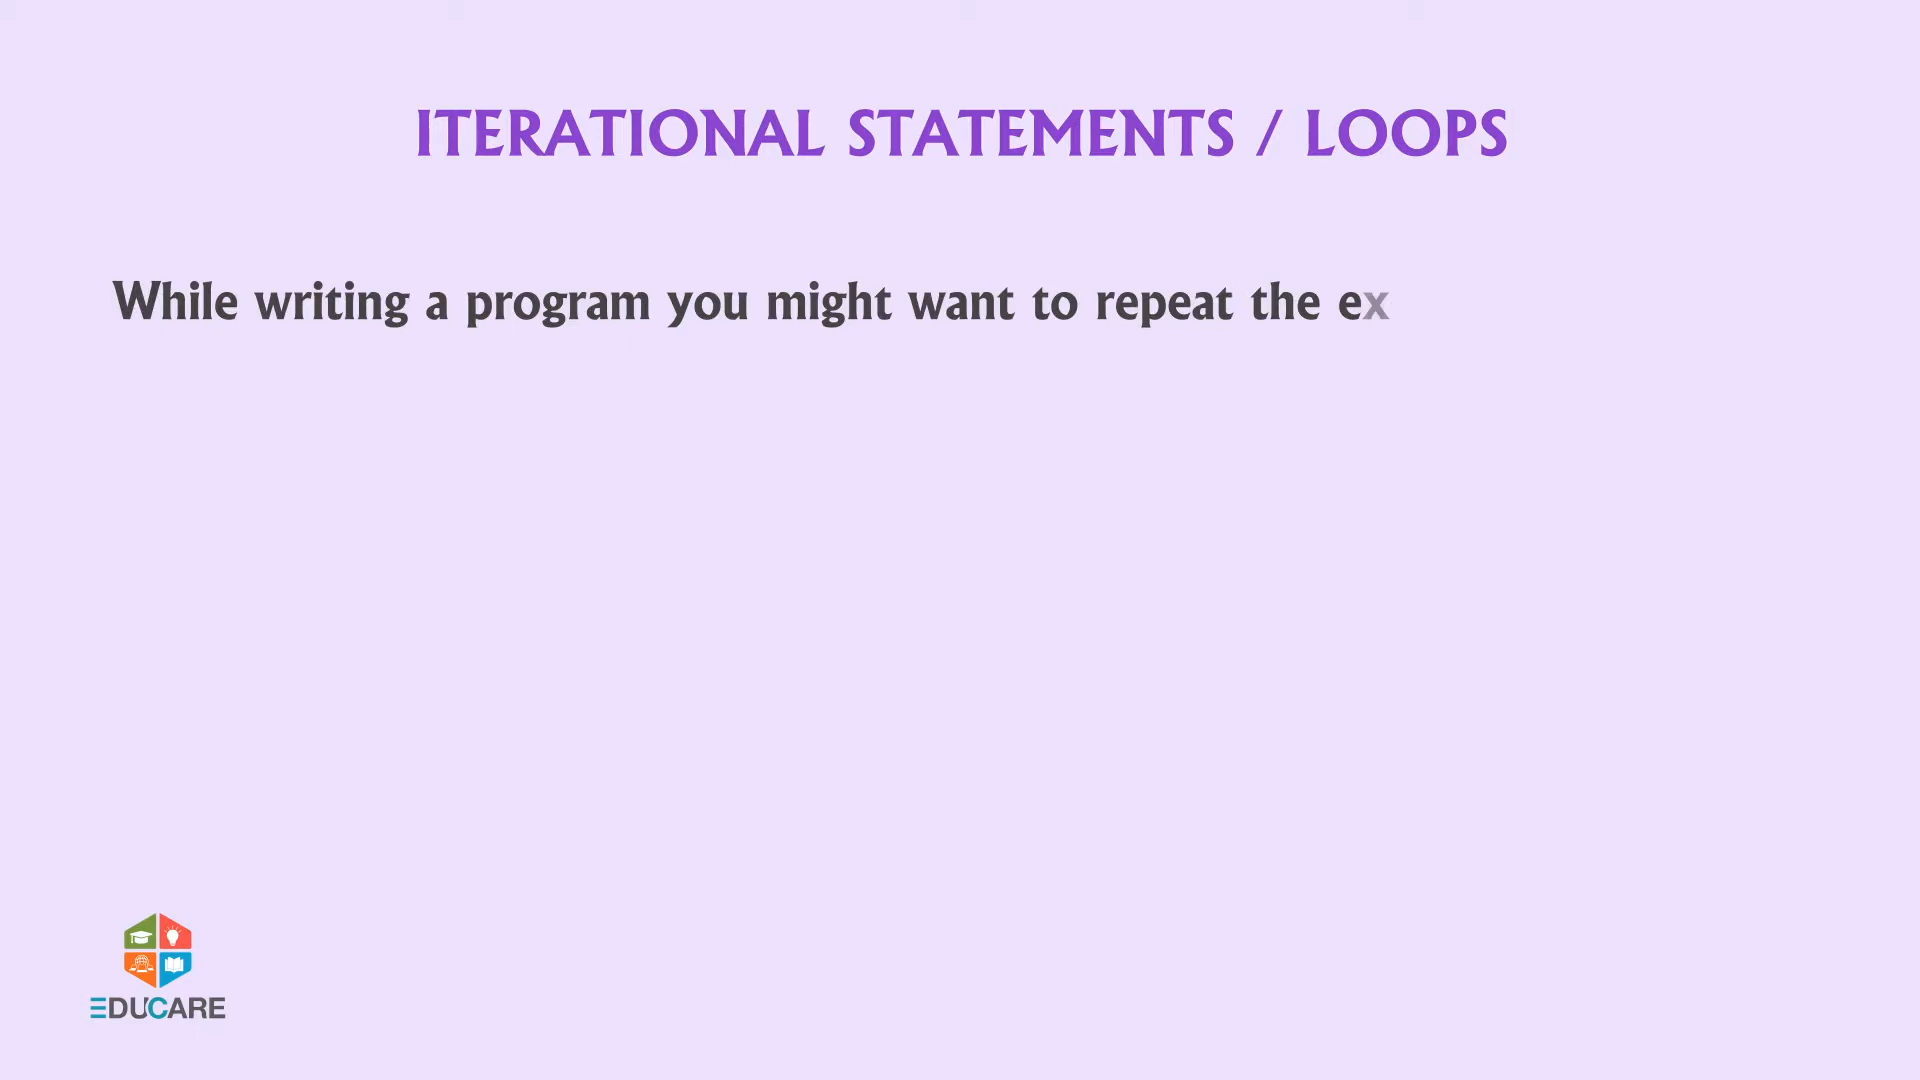 ITERATIONAL STATEMENTS / LOOPS
While writing a program you might want to repeat the ex
EDUCARE